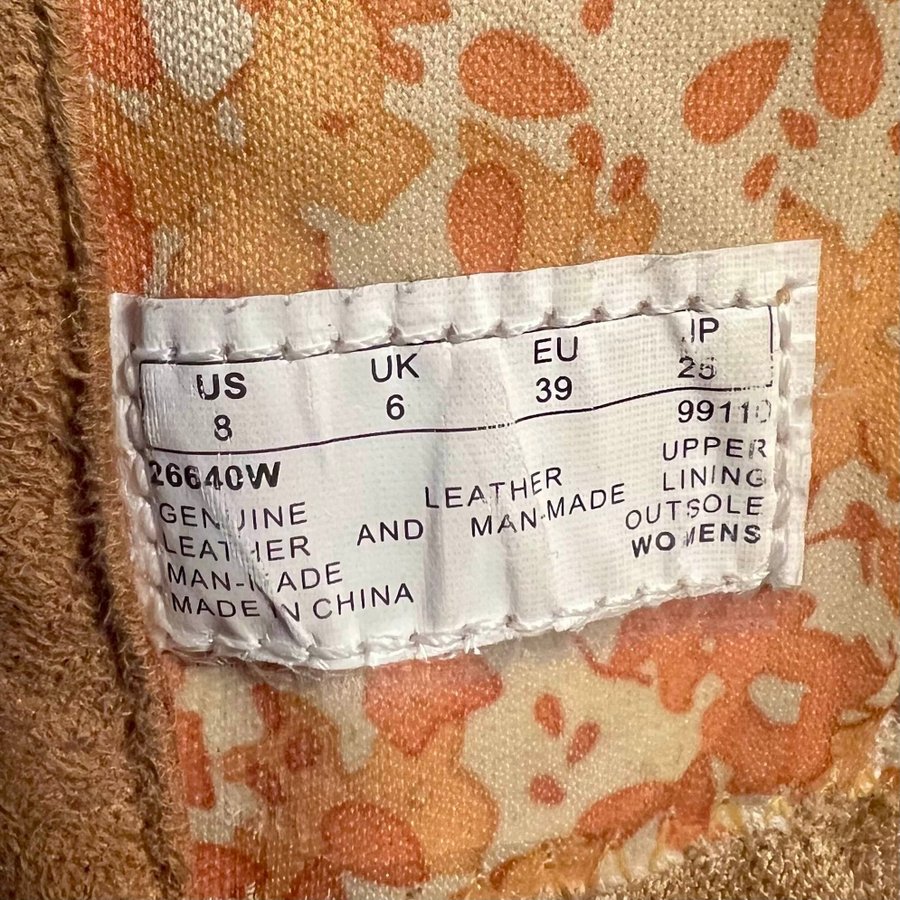 US UK EU JP
8 6 39 25
26640W 99110
GENUINE LEATHER UPPER
LEATHER AND MAN-MADE LINING
MAN-MADE OUTSOLE
MADE IN CHINA WOMENS